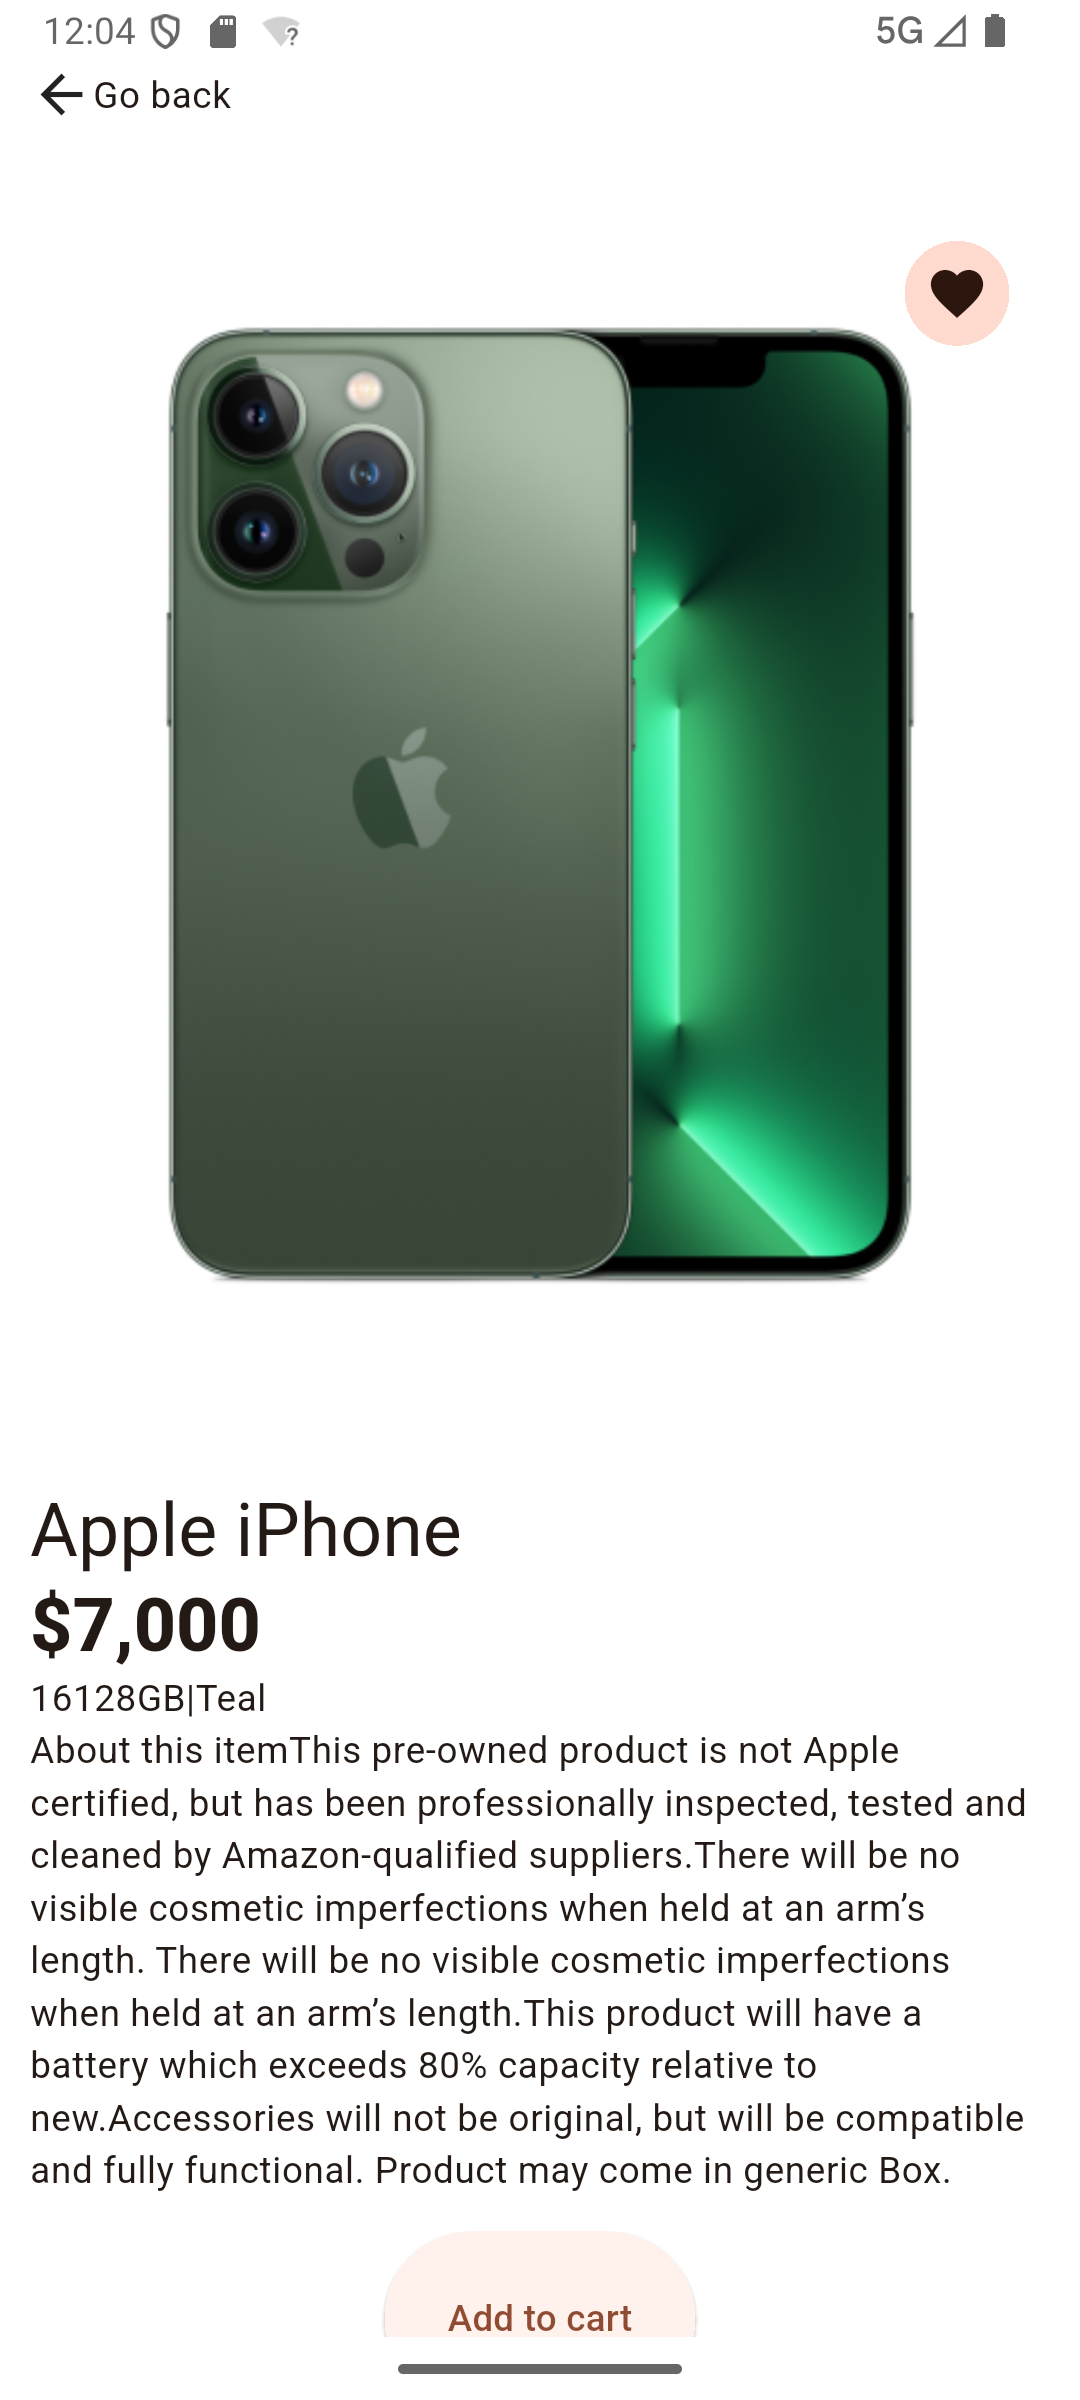 12:04
5G
Go back
Apple iPhone
$7,000
16128GB|Teal
About this itemThis pre-owned product is not Apple
certified, but has been professionally inspected, tested and
cleaned by Amazon-qualified suppliers.There will be no
visible cosmetic imperfections when held at an arm’s
length. There will be no visible cosmetic imperfections
when held at an arm’s length.This product will have a
battery which exceeds 80% capacity relative to
new.Accessories will not be original, but will be compatible
and fully functional. Product may come in generic Box.
Add to cart